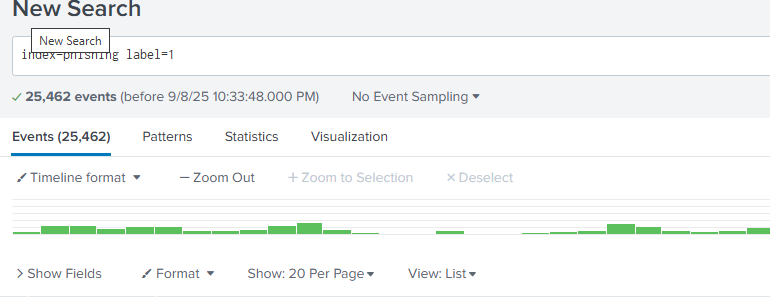 New Search
New Search
index=phishing label=1
✓ 25,462 events (before 9/8/25 10:33:48.000 PM) No Event Sampling
Events (25,462) Patterns Statistics Visualization
Timeline format — Zoom Out + Zoom to Selection × Deselect
> Show Fields Format Show: 20 Per Page View: List